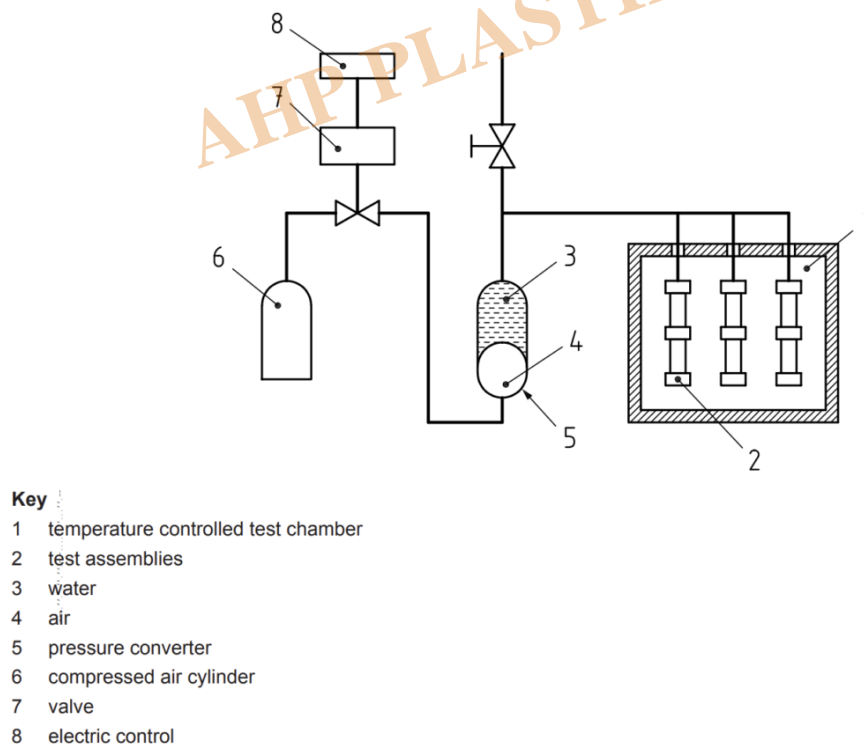 AHP PLASTI
8
7
6
3
4
5
2
Key
1 temperature controlled test chamber
2 test assemblies
3 water
4 air
5 pressure converter
6 compressed air cylinder
7 valve
8 electric control